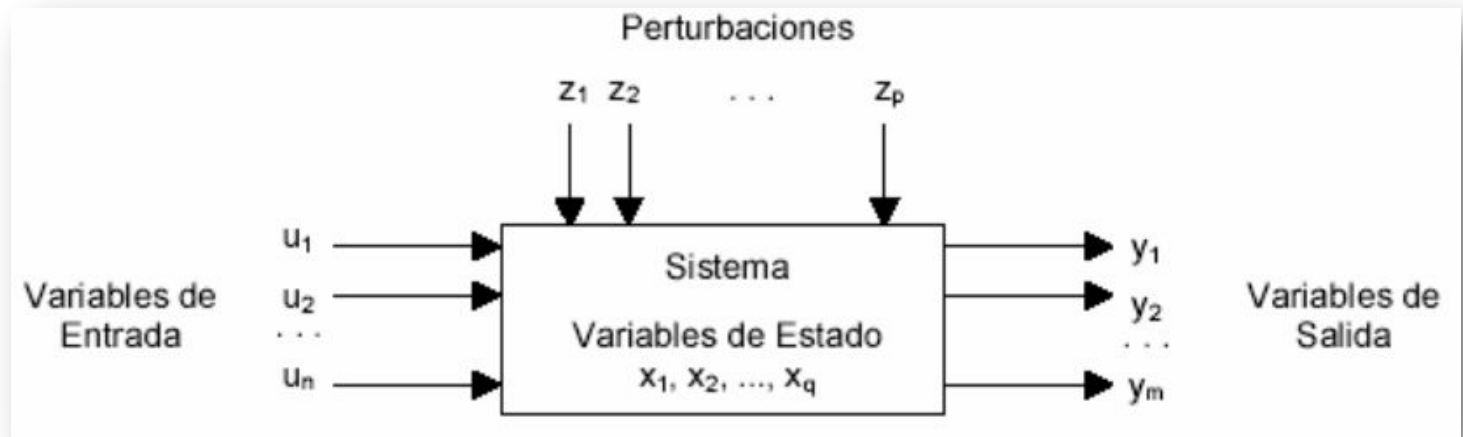 Perturbaciones
z₁ z₂ . . . zₚ
u₁
u₂
. . .
uₙ
Variables de
Entrada
Sistema
Variables de Estado
x₁, x₂, ..., x_q
y₁
y₂
. . .
yₘ
Variables de
Salida